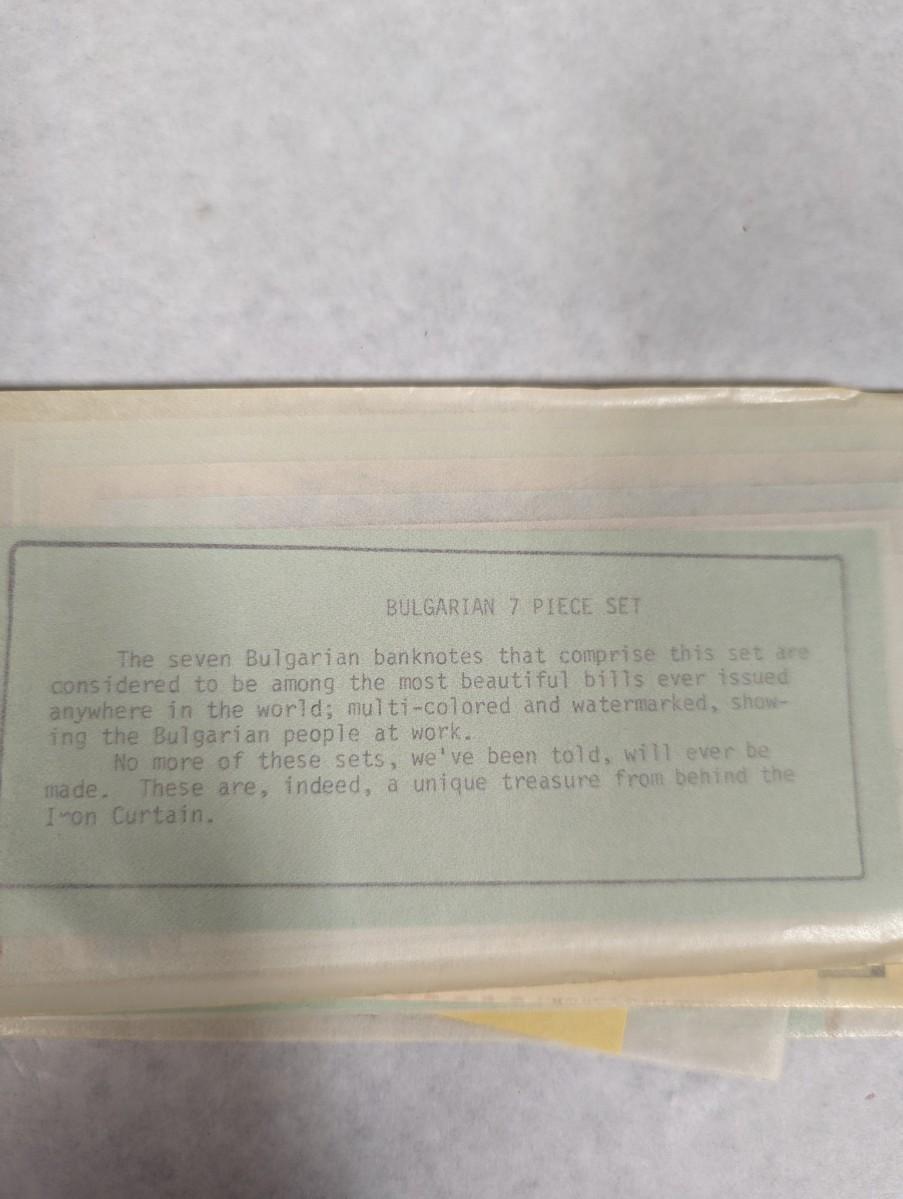 BULGARIAN 7 PIECE SET
The seven Bulgarian banknotes that comprise this set are
considered to be among the most beautiful bills ever issued
anywhere in the world; multi-colored and watermarked, show-
ing the Bulgarian people at work.
No more of these sets, we've been told, will ever be
made. These are, indeed, a unique treasure from behind the
Iron Curtain.